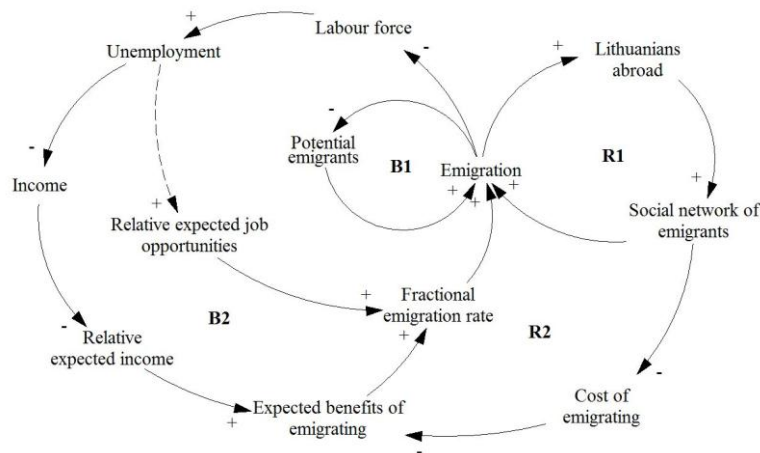 +
Labour force
-
Unemployment
+
Lithuanians
abroad
-
Potential
emigrants
B1
Emigration
R1
-
Income
+
+
+
+
+
Social network of
emigrants
Relative expected job
opportunities
+
Fractional
emigration rate
+
-
Relative
expected income
B2
R2
-
Cost of
emigrating
Expected benefits of
emigrating
+
-